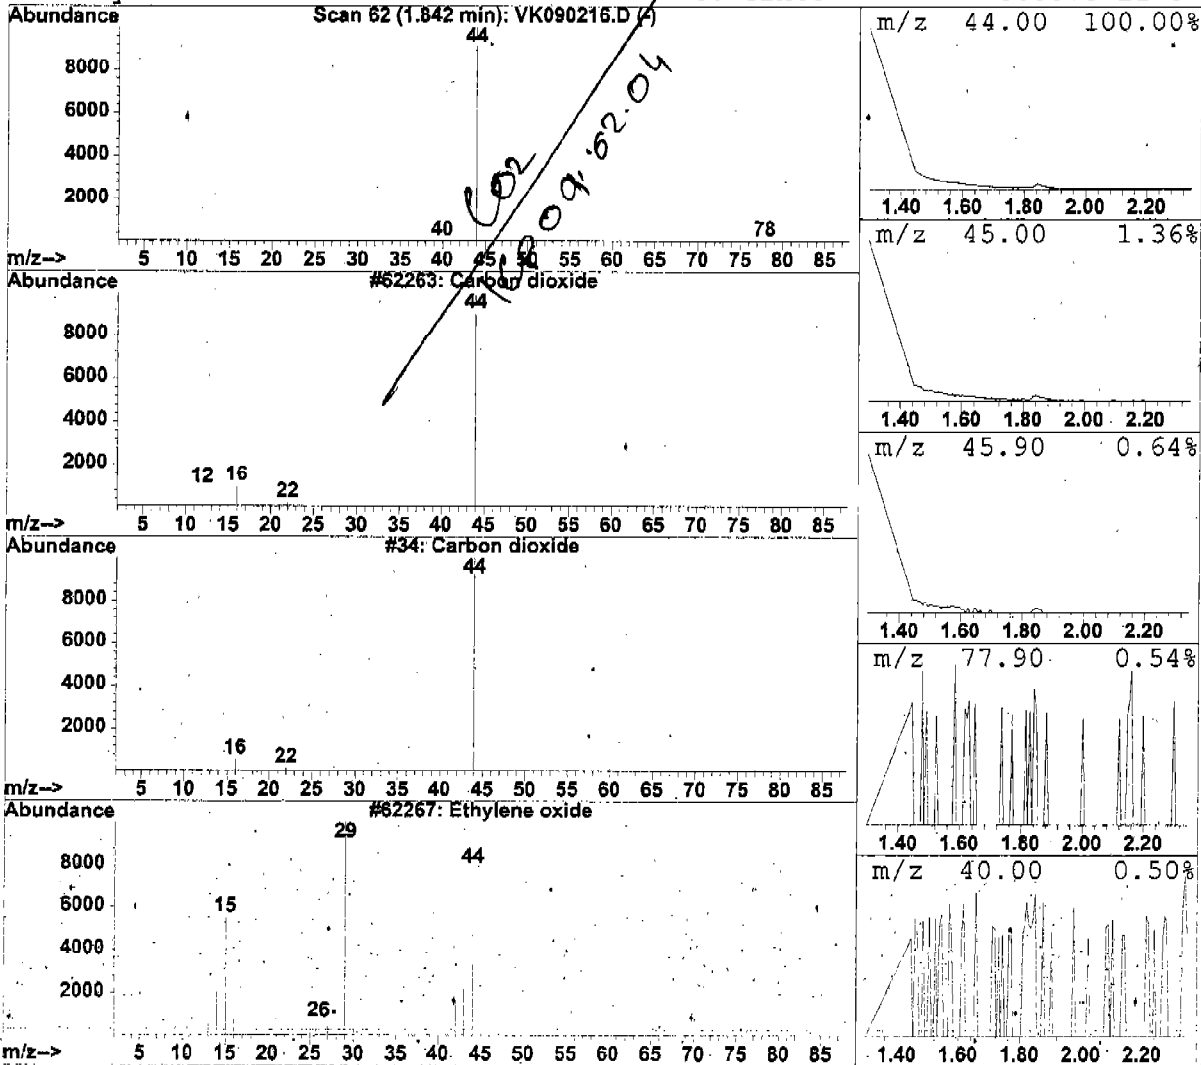 Abundance
Scan 62 (1.842 min): VK090216.D (-)
44
8000
6000
4000
2000
40
78
m/z-->
5 10 15 20 25 30 35 40 45 50 55 60 65 70 75 80 85
CO2
Abundance
#62263: Carbon dioxide
44
8000
6000
4000
2000
12 16
22
m/z-->
5 10 15 20 25 30 35 40 45 50 55 60 65 70 75 80 85
Abundance
#34: Carbon dioxide
44
8000
6000
4000
2000
16
22
m/z-->
5 10 15 20 25 30 35 40 45 50 55 60 65 70 75 80 85
Abundance
#62267: Ethylene oxide
29
44
8000
15
6000
4000
2000
26
m/z-->
5 10 15 20 25 30 35 40 45 50 55 60 65 70 75 80 85
m/z 44.00 100.00%
1.40 1.60 1.80 2.00 2.20
m/z 45.00 1.36%
1.40 1.60 1.80 2.00 2.20
m/z 45.90 0.64%
1.40 1.60 1.80 2.00 2.20
m/z 77.90 0.54%
1.40 1.60 1.80 2.00 2.20
m/z 40.00 0.50%
1.40 1.60 1.80 2.00 2.20